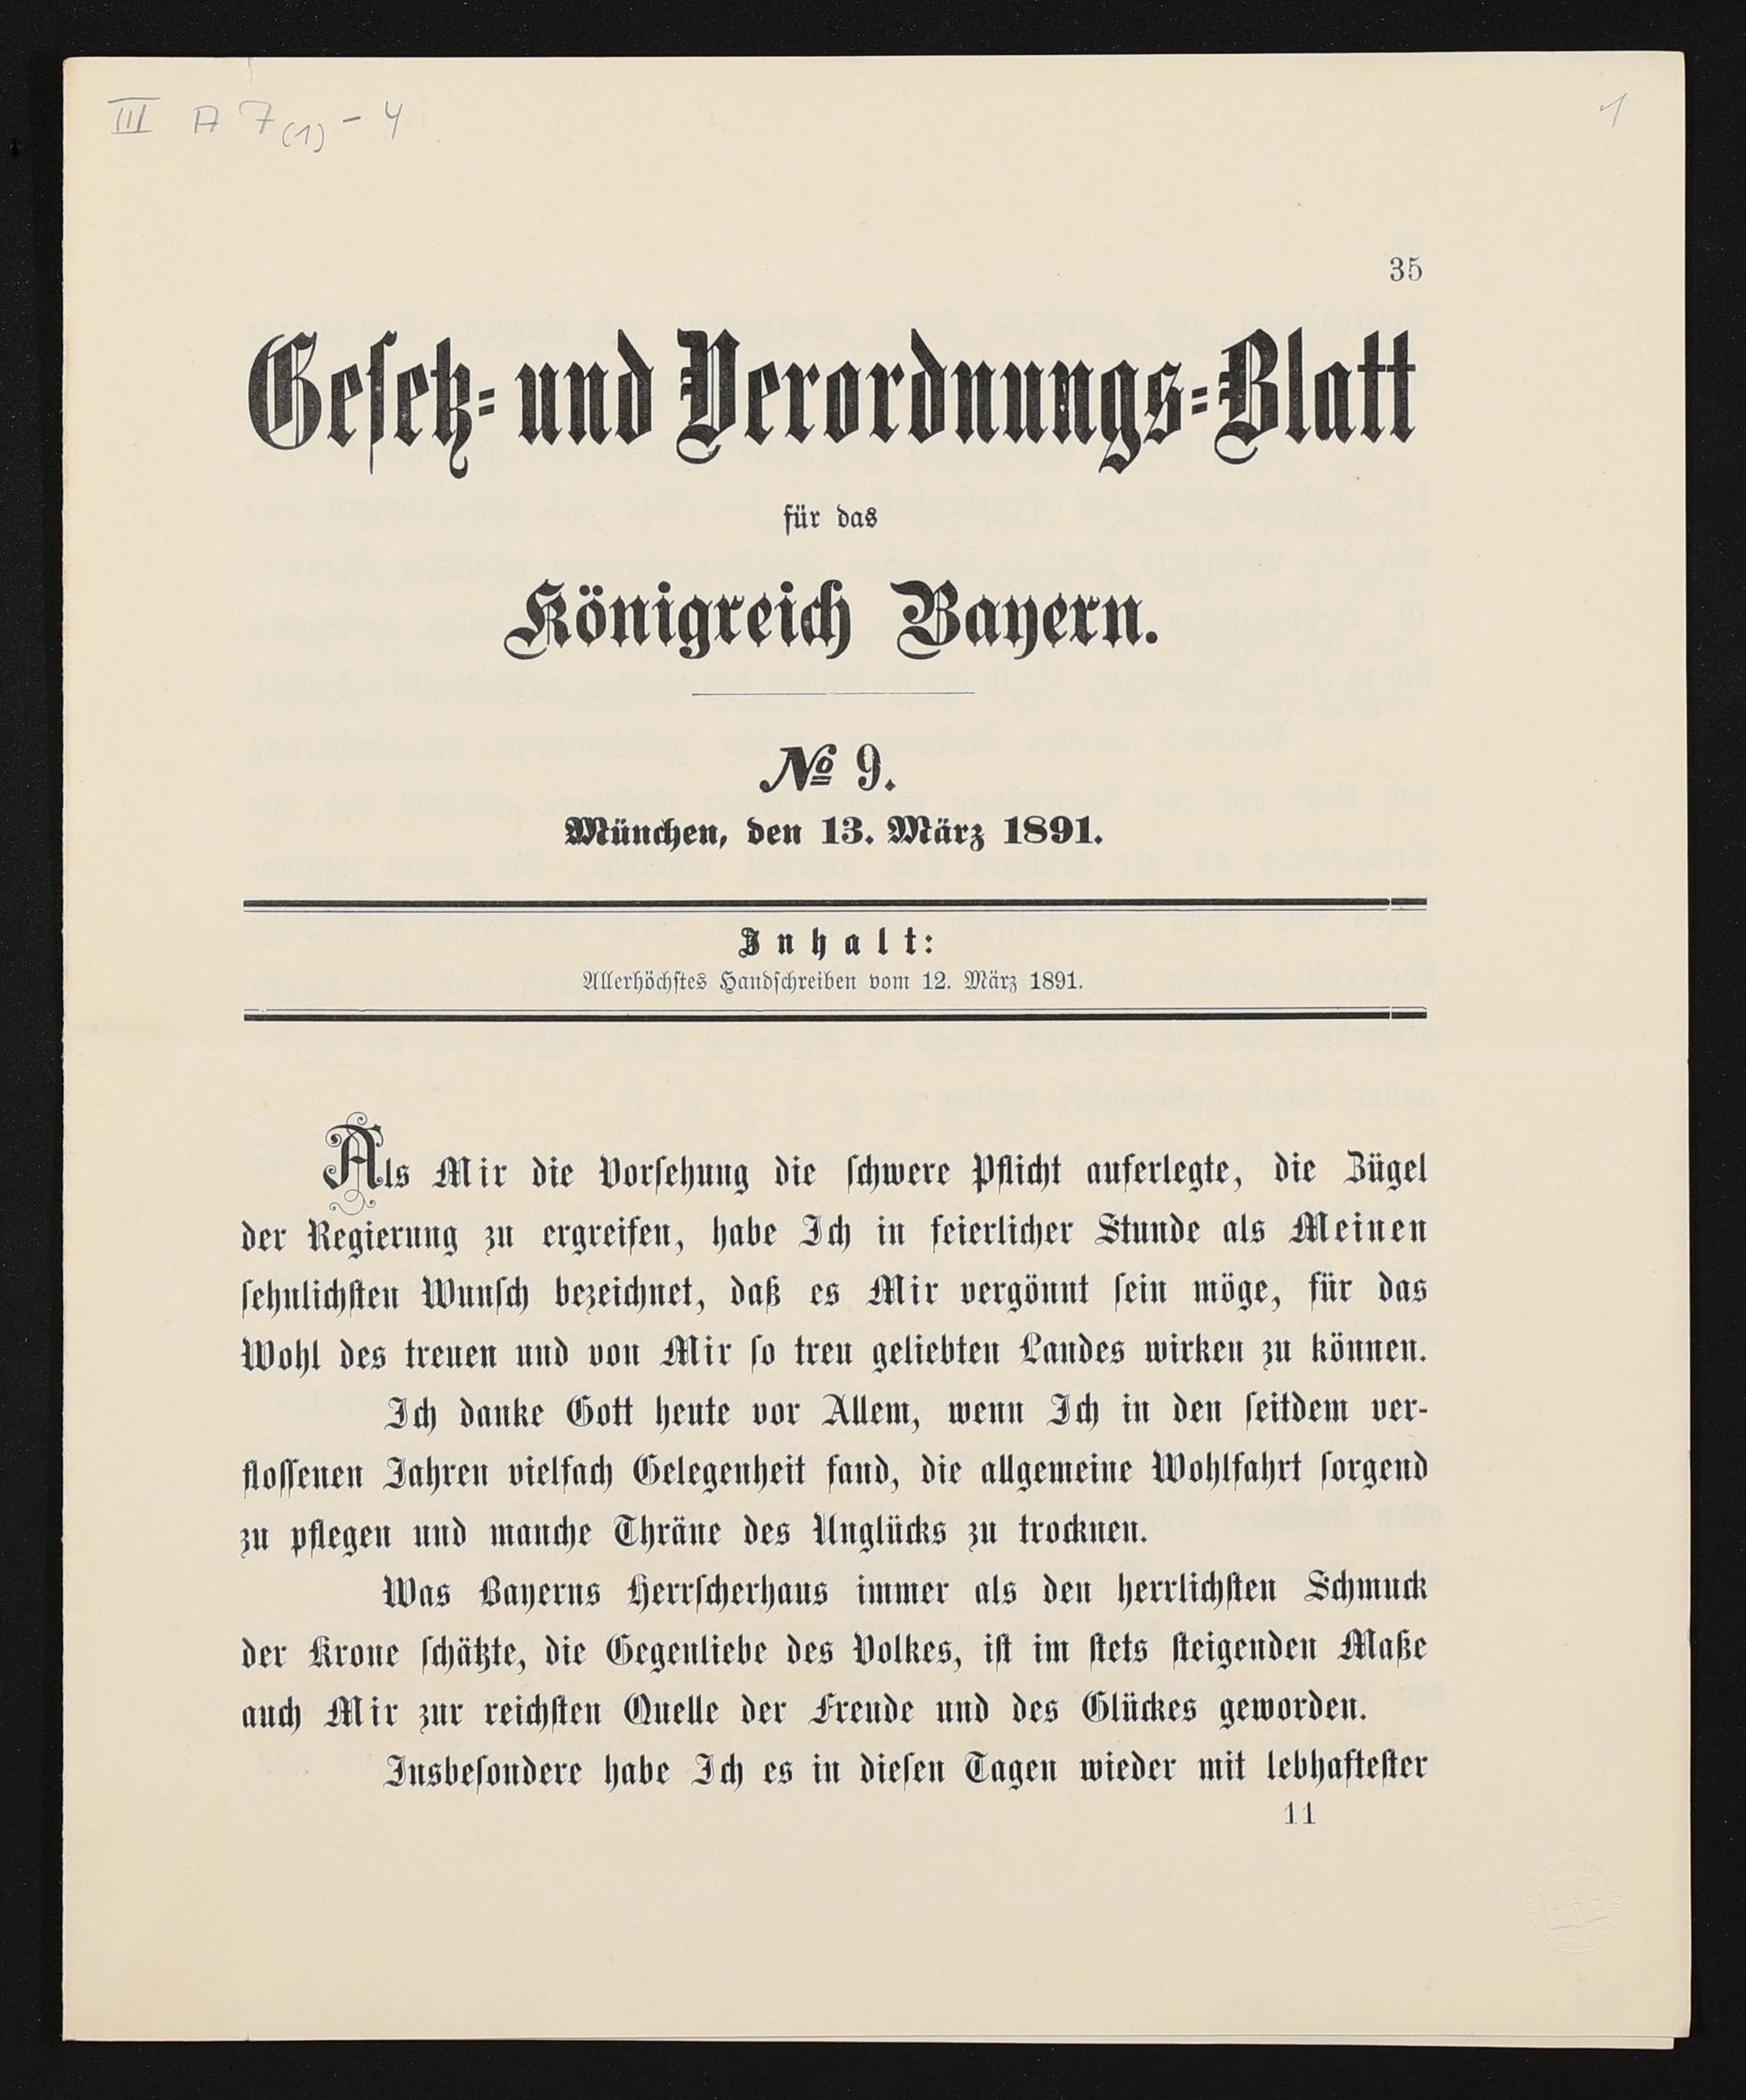 III A 7(1) - 4
1
35
Gesetz- und Verordnungs-Blatt
für das
Königreich Bayern.
№ 9.
München, den 13. März 1891.
Inhalt:
Allerhöchstes Handschreiben vom 12. März 1891.
Als Mir die Vorsehung die schwere Pflicht auferlegte, die Zügel
der Regierung zu ergreifen, habe Ich in feierlicher Stunde als Meinen
sehnlichsten Wunsch bezeichnet, daß es Mir vergönnt sein möge, für das
Wohl des treuen und von Mir so treu geliebten Landes wirken zu können.
Ich danke Gott heute vor Allem, wenn Ich in den seitdem ver-
flossenen Jahren vielfach Gelegenheit fand, die allgemeine Wohlfahrt sorgend
zu pflegen und manche Thräne des Unglücks zu trocknen.
Was Bayerns Herrscherhaus immer als den herrlichsten Schmuck
der Krone schätzte, die Gegenliebe des Volkes, ist im stets steigenden Maße
auch Mir zur reichsten Quelle der Freude und des Glückes geworden.
Insbesondere habe Ich es in diesen Tagen wieder mit lebhaftester
11